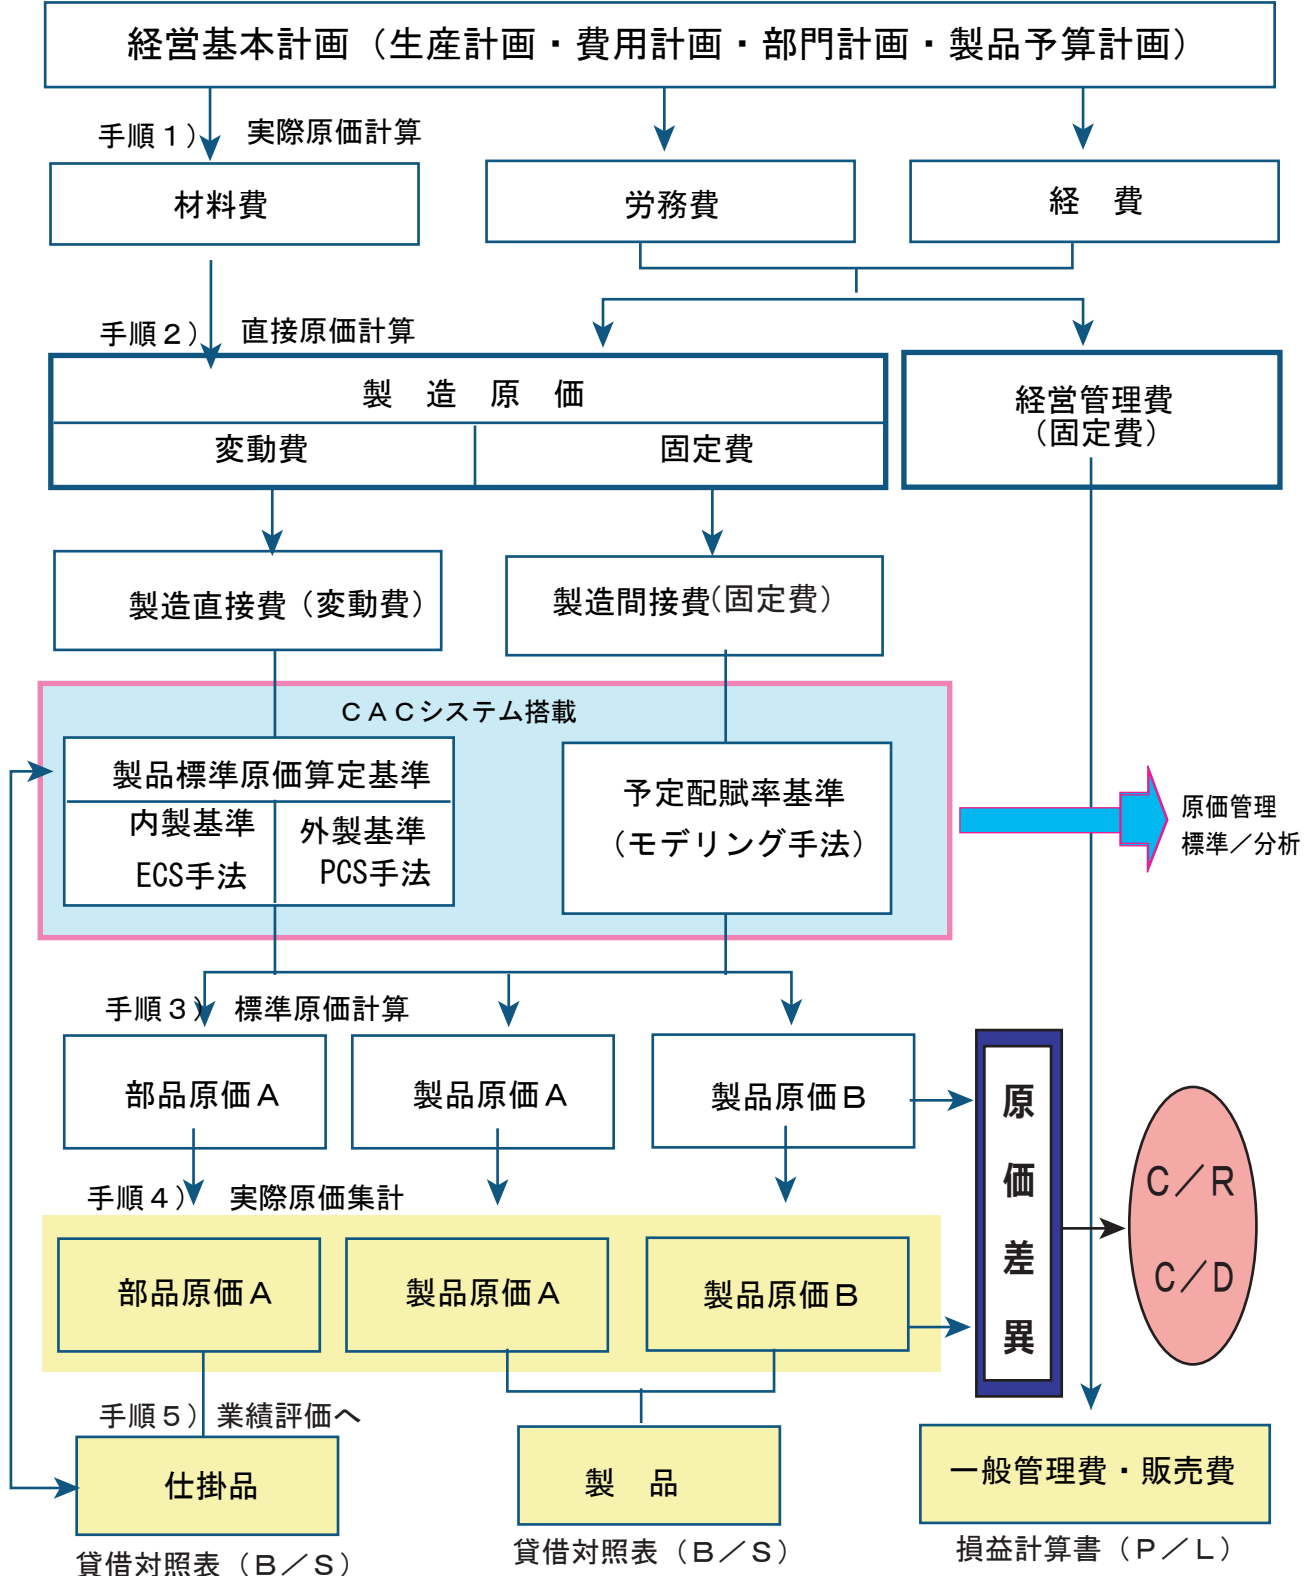 経営基本計画（生産計画・費用計画・部門計画・製品予算計画）
手順１） 実際原価計算
材料費
労務費
経　費
手順２） 直接原価計算
製　造　原　価
変動費
固定費
経営管理費
（固定費）
製造直接費（変動費）
製造間接費（固定費）
ＣＡＣシステム搭載
製品標準原価算定基準
内製基準
ECS手法
外製基準
PCS手法
予定配賦率基準
（モデリング手法）
原価管理
標準／分析
手順３） 標準原価計算
部品原価Ａ
製品原価Ａ
製品原価Ｂ
手順４） 実際原価集計
部品原価Ａ
製品原価Ａ
製品原価Ｂ
原価差異
Ｃ／Ｒ
Ｃ／Ｄ
手順５） 業績評価へ
仕掛品
製　品
一般管理費・販売費
貸借対照表（Ｂ／Ｓ）
貸借対照表（Ｂ／Ｓ）
損益計算書（Ｐ／Ｌ）